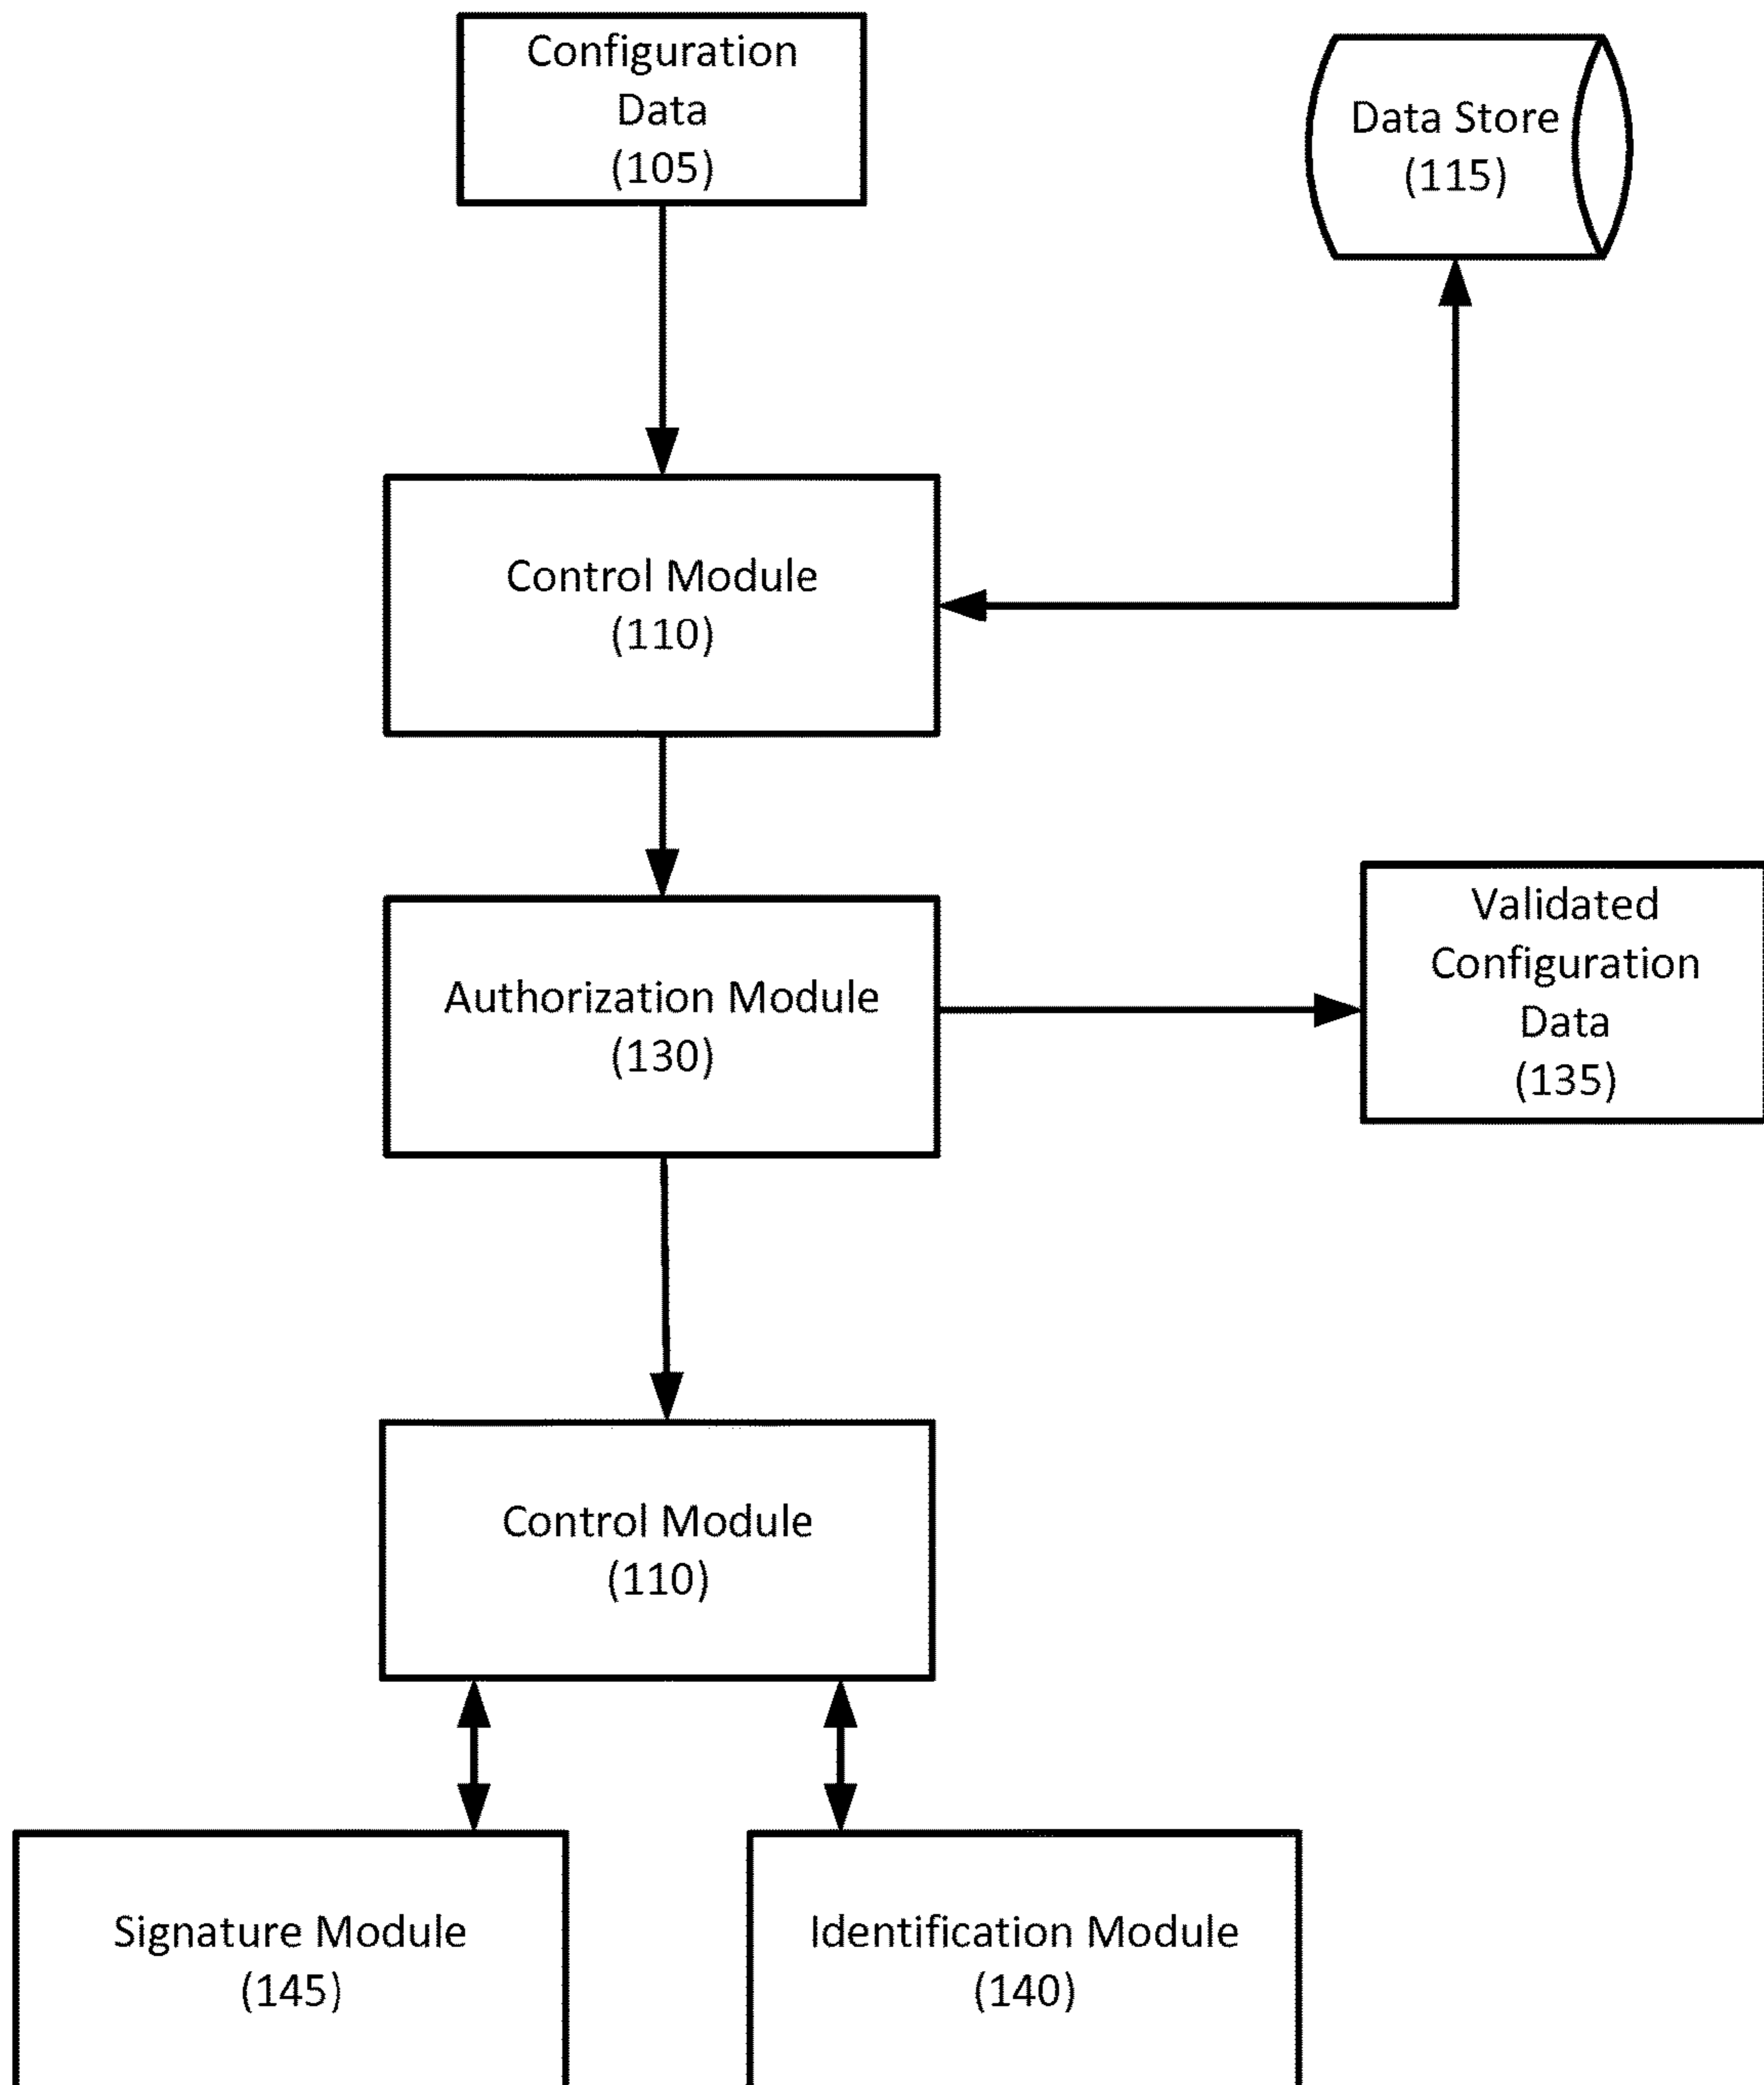 Configuration
Data
(105)
Data Store
(115)
Control Module
(110)
Authorization Module
(130)
Validated
Configuration
Data
(135)
Control Module
(110)
Signature Module
(145)
Identification Module
(140)